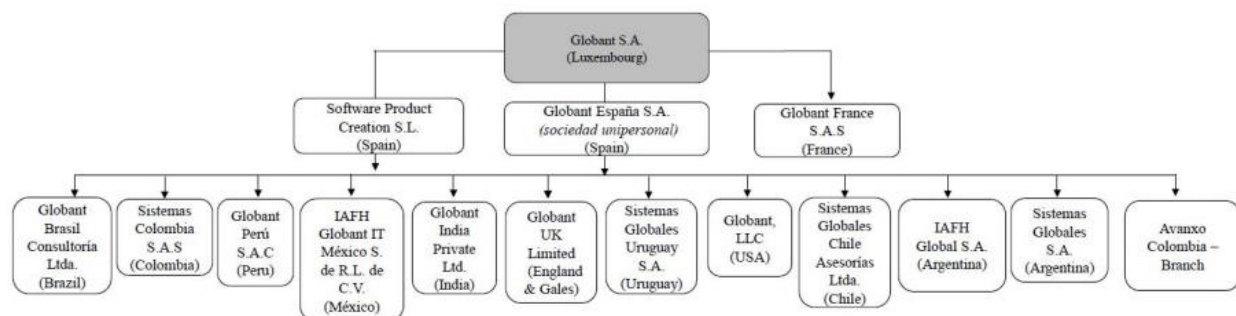 Globant S.A.
(Luxembourg)
Software Product
Creation S.L.
(Spain)
Globant España S.A.
(sociedad unipersonal)
(Spain)
Globant France
S.A.S
(France)
Globant
Brasil
Consultoría
Ltda.
(Brazil)
Sistemas
Colombia
S.A.S
(Colombia)
Globant
Perú
S.A.C
(Peru)
IAFH
Globant IT
México S.
de R.L. de
C.V.
(México)
Globant
India
Private
Ltd.
(India)
Globant
UK
Limited
(England
& Gales)
Sistemas
Globales
Uruguay
S.A.
(Uruguay)
Globant,
LLC
(USA)
Sistemas
Globales
Chile
Asesorías
Ltda.
(Chile)
IAFH
Global S.A.
(Argentina)
Sistemas
Globales
S.A.
(Argentina)
Avanxo
Colombia –
Branch